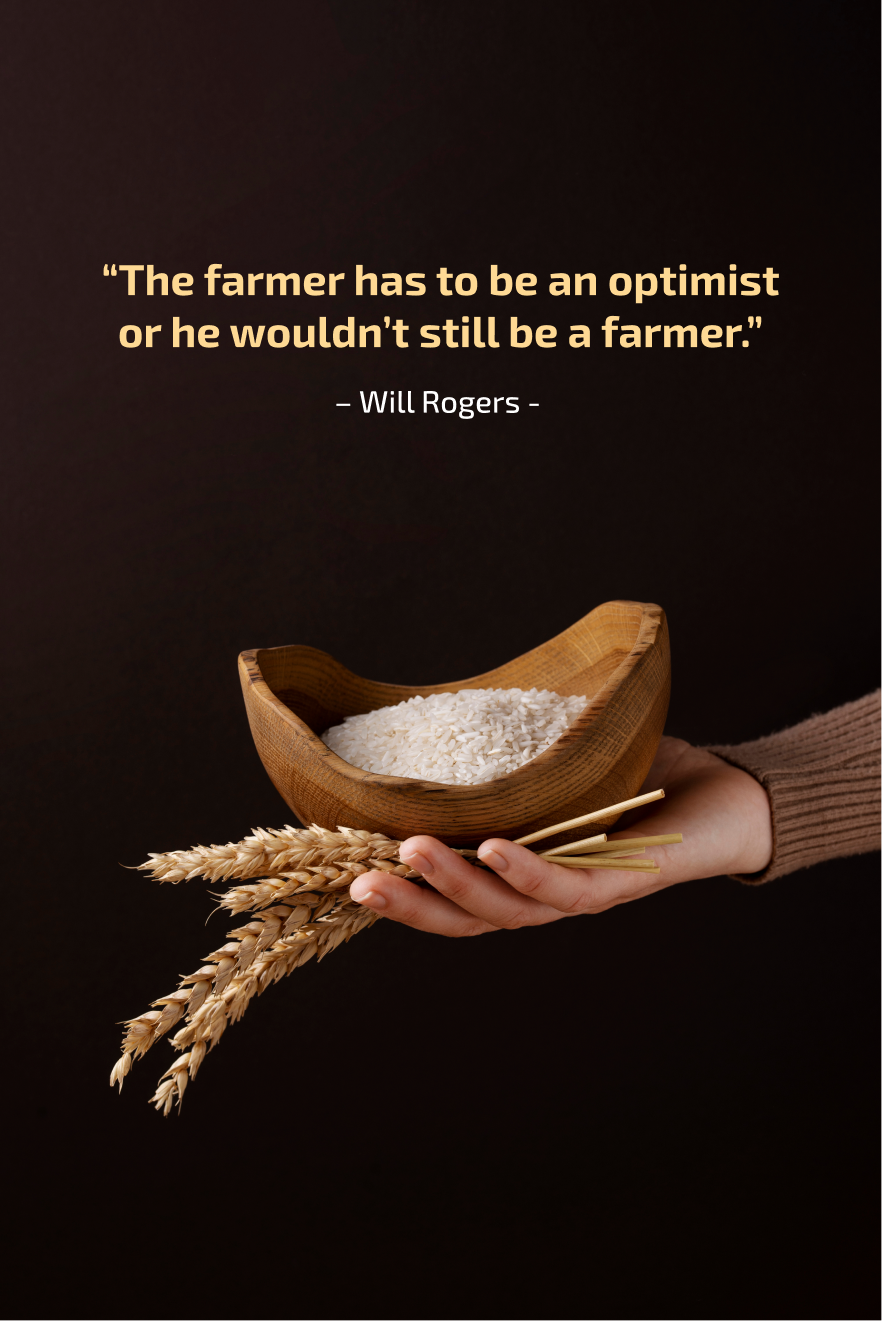 “The farmer has to be an optimist
or he wouldn’t still be a farmer.”
– Will Rogers -